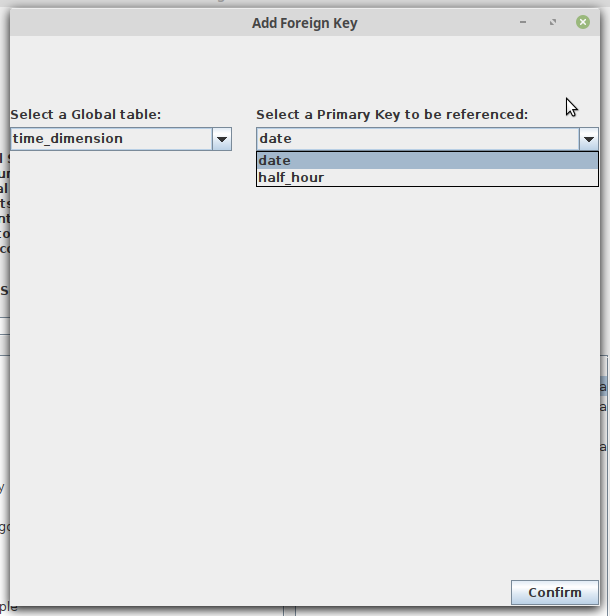 Add Foreign Key
Select a Global table:
Select a Primary Key to be referenced:
time_dimension
date
date
half_hour
Confirm